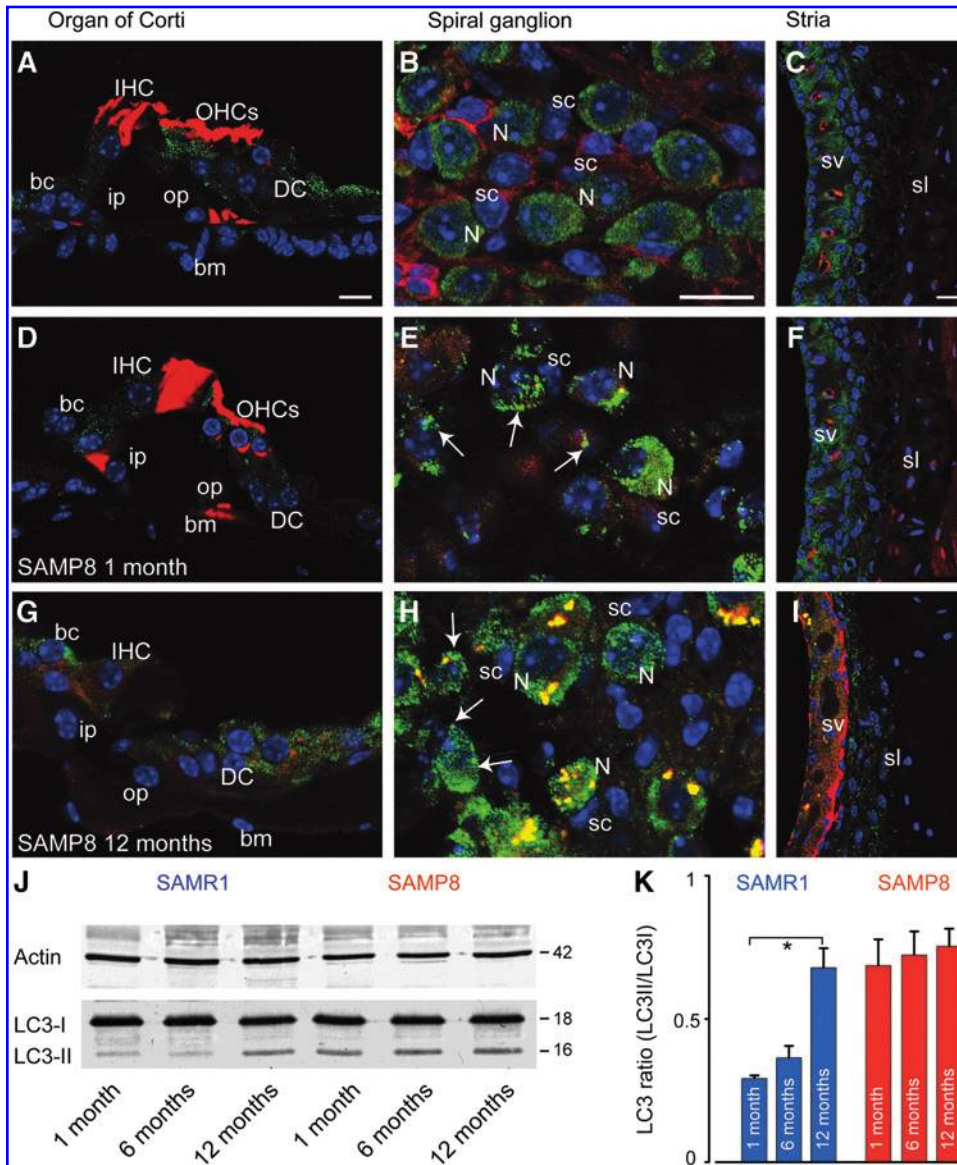 Organ of Corti Spiral ganglion Stria
A B C
IHC
OHCs
bc
ip
op
DC
bm
sc
N
sc
sc
N
N
sv
sl
D E F
IHC
OHCs
bc
ip
op
bm
DC
SAMP8 1 month
N
sc
N
N
sc
sv
sl
G H I
bc
IHC
ip
op
DC
bm
SAMP8 12 months
sc
sc
N
N
N
sc
sv
sl
J SAMR1 SAMP8
Actin 42
LC3-I 18
LC3-II 16
1 month 6 months 12 months 1 month 6 months 12 months
K
SAMR1 SAMP8
LC3 ratio (LC3II/LC3I)
1
0.5
0
*
1 month 6 months 12 months 1 month 6 months 12 months